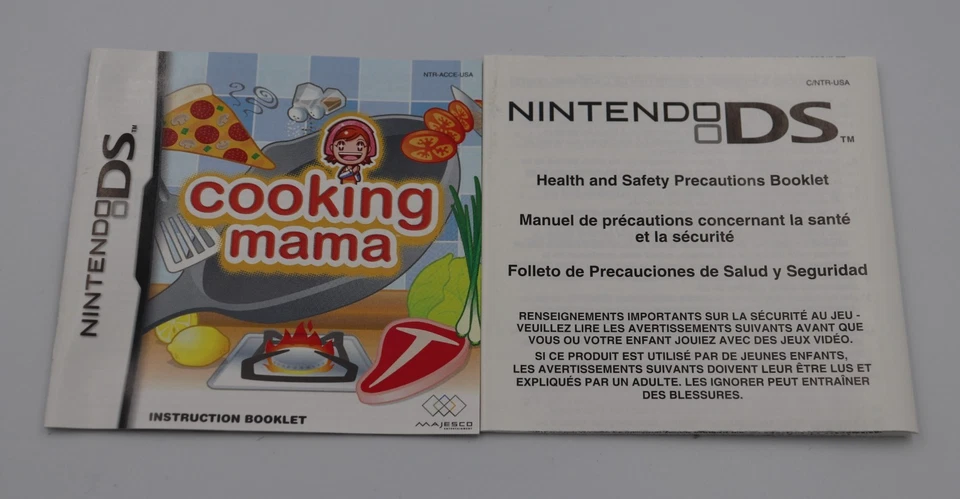 NTR-ACCE-USA
NINTENDO DS™
cooking
mama
INSTRUCTION BOOKLET
MAJESCO
ENTERTAINMENT
C/NTR-USA
NINTENDO DS™
Health and Safety Precautions Booklet
Manuel de précautions concernant la santé
et la sécurité
Folleto de Precauciones de Salud y Seguridad
RENSEIGNEMENTS IMPORTANTS SUR LA SÉCURITÉ AU JEU -
VEUILLEZ LIRE LES AVERTISSEMENTS SUIVANTS AVANT QUE
VOUS OU VOTRE ENFANT JOUIEZ AVEC DES JEUX VIDÉO.
SI CE PRODUIT EST UTILISÉ PAR DE JEUNES ENFANTS,
LES AVERTISSEMENTS SUIVANTS DOIVENT LEUR ÊTRE LUS ET
EXPLIQUÉS PAR UN ADULTE. LES IGNORER PEUT ENTRAÎNER
DES BLESSURES.